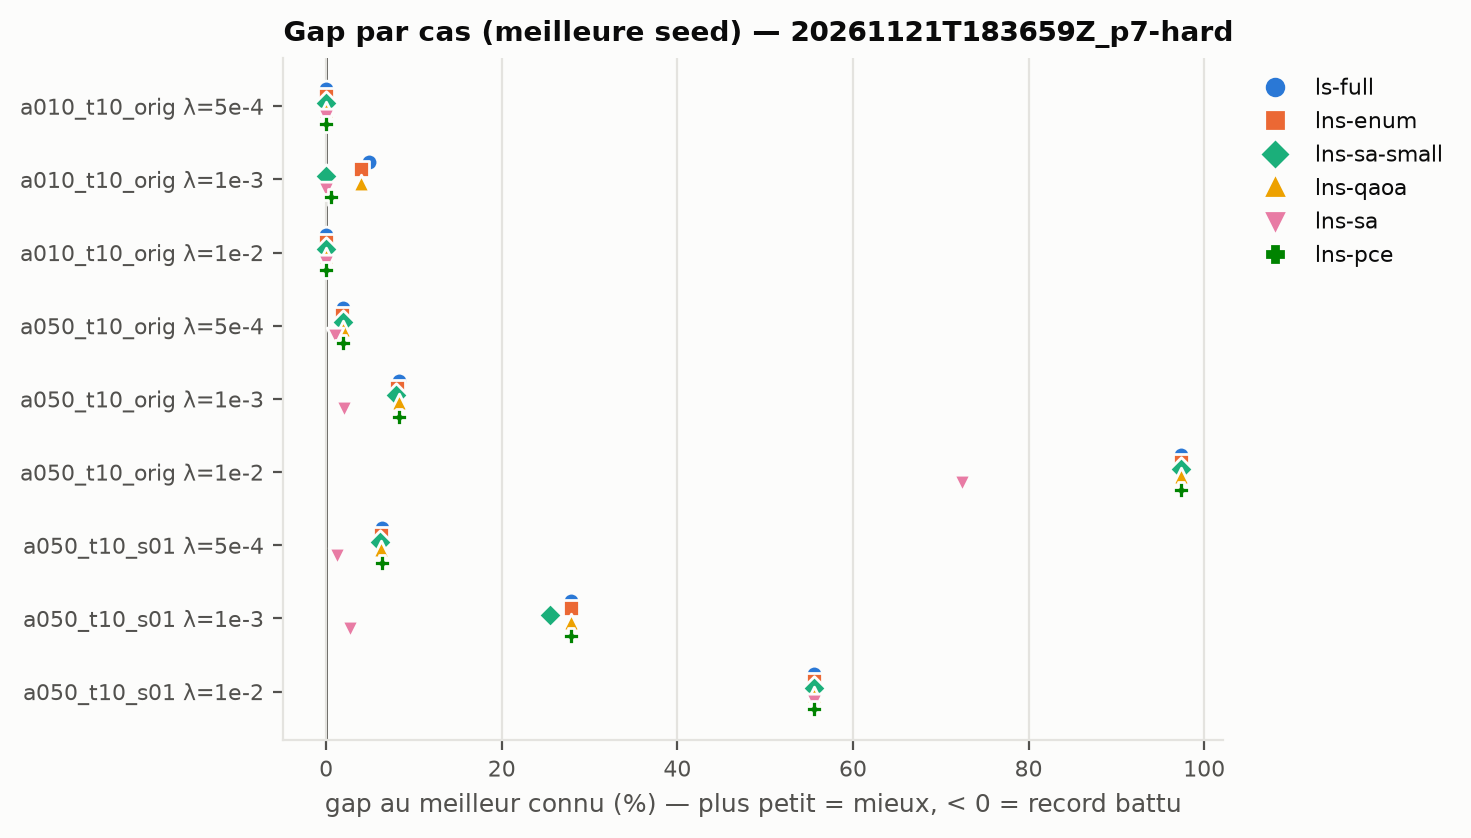 Gap par cas (meilleure seed) — 20261121T183659Z_p7-hard
a010_t10_orig λ=5e-4
a010_t10_orig λ=1e-3
a010_t10_orig λ=1e-2
a050_t10_orig λ=5e-4
a050_t10_orig λ=1e-3
a050_t10_orig λ=1e-2
a050_t10_s01 λ=5e-4
a050_t10_s01 λ=1e-3
a050_t10_s01 λ=1e-2
0 20 40 60 80 100
gap au meilleur connu (%) — plus petit = mieux, < 0 = record battu
ls-full
lns-enum
lns-sa-small
lns-qaoa
lns-sa
lns-pce